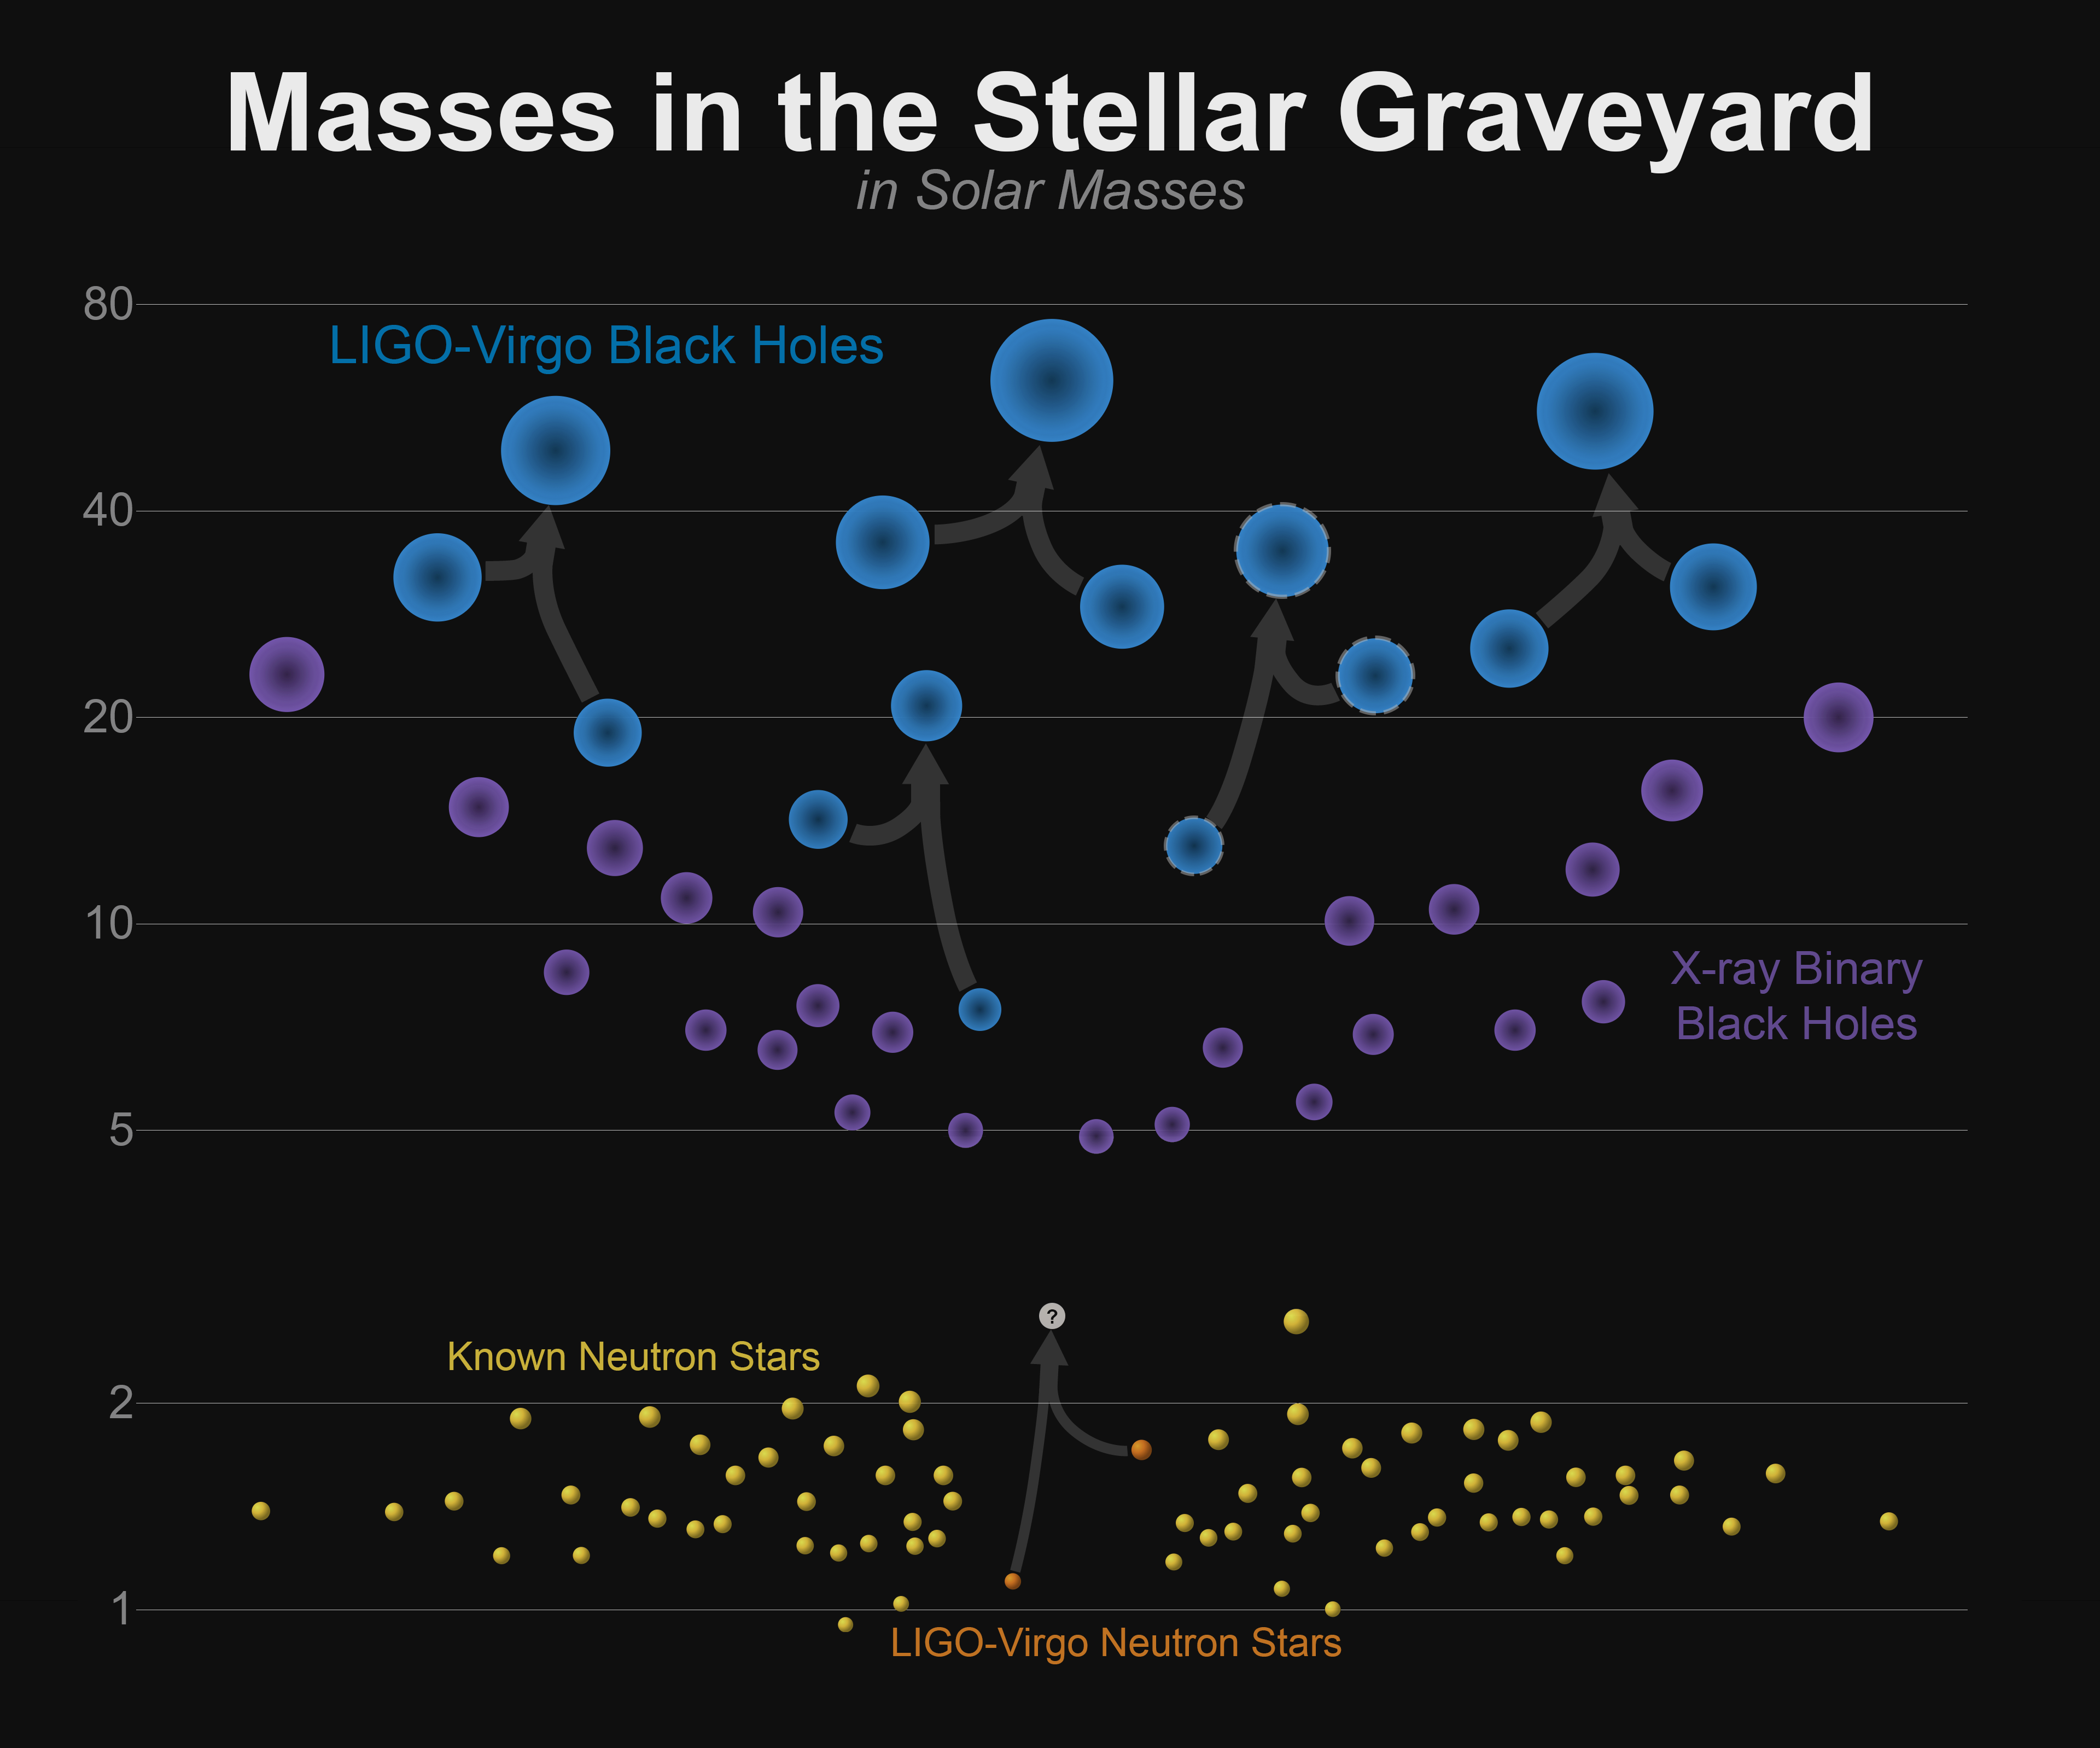 Masses in the Stellar Graveyard
in Solar Masses
80
LIGO-Virgo Black Holes
40
20
10
X-ray Binary
Black Holes
5
?
Known Neutron Stars
2
1
LIGO-Virgo Neutron Stars